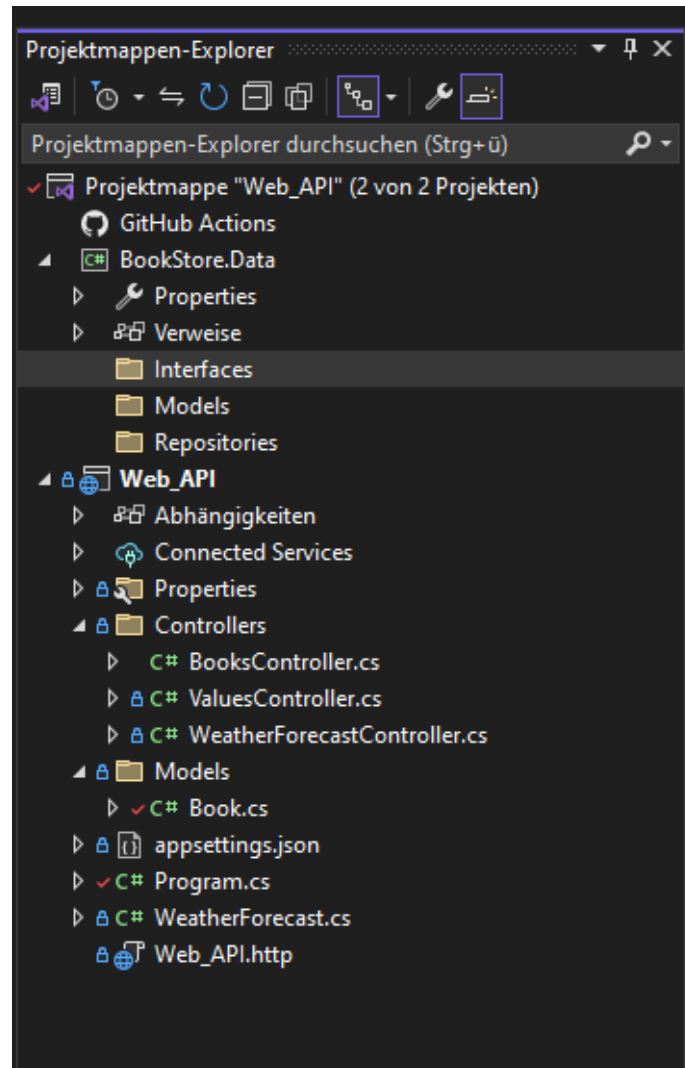 Projektmappen-Explorer
Projektmappen-Explorer durchsuchen (Strg+ü)
Projektmappe "Web_API" (2 von 2 Projekten)
GitHub Actions
C# BookStore.Data
Properties
Verweise
Interfaces
Models
Repositories
Web_API
Abhängigkeiten
Connected Services
Properties
Controllers
C# BooksController.cs
C# ValuesController.cs
C# WeatherForecastController.cs
Models
C# Book.cs
appsettings.json
C# Program.cs
C# WeatherForecast.cs
Web_API.http